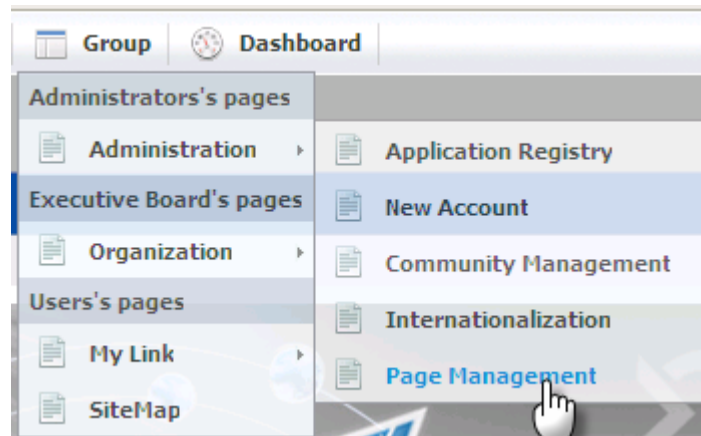 Group Dashboard
Administrators's pages
Administration
Executive Board's pages
Organization
Users's pages
My Link
SiteMap
Application Registry
New Account
Community Management
Internationalization
Page Management